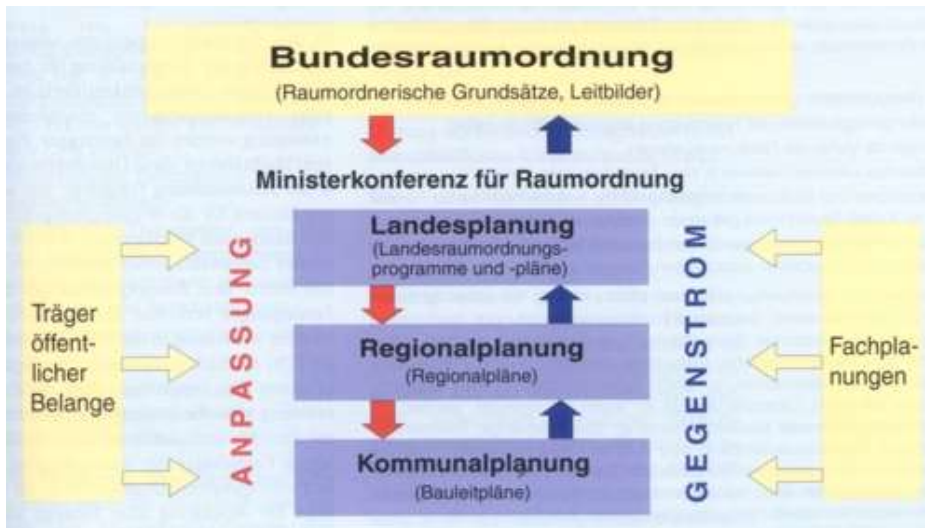 Bundesraumordnung
(Raumordnerische Grundsätze, Leitbilder)
Ministerkonferenz für Raumordnung
Landesplanung
(Landesraumordnungs-
programme und -pläne)
Regionalplanung
(Regionalpläne)
Kommunalplanung
(Bauleitpläne)
Träger
öffent-
licher
Belange
ANPASSUNG
GEGENSTROM
Fachpla-
nungen